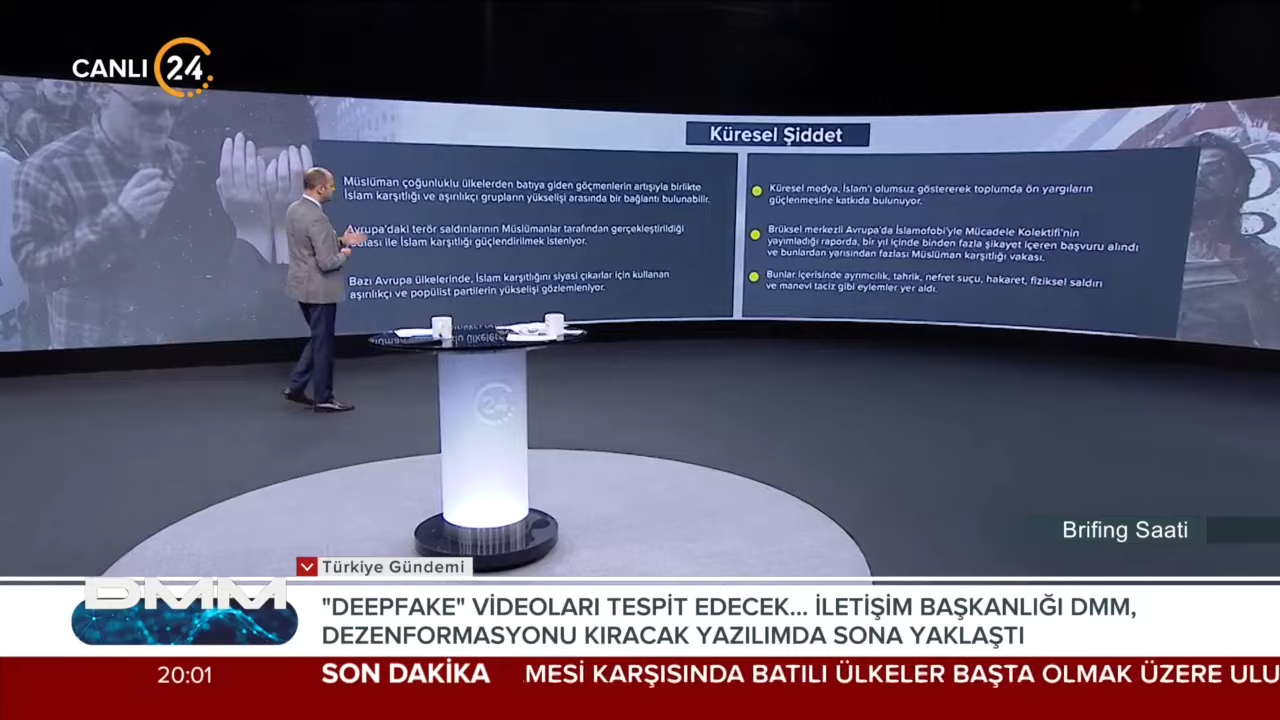 CANLI 24
Küresel Şiddet
Müslüman çoğunluklu ülkelerden batıya giden göçmenlerin artışıyla birlikte
İslam karşıtlığı ve aşırılıkçı grupların yükselişi arasında bir bağlantı bulunabilir.
Avrupa'daki terör saldırılarının Müslümanlar tarafından gerçekleştirildiği
ile İslam karşıtlığı güçlendirilmek isteniyor.
Bazı Avrupa ülkelerinde, İslam karşıtlığını siyasi çıkarlar için kullanan
aşırılıkçı ve popülist partilerin yükselişi gözlemleniyor.
Küresel medya, İslam'ı olumsuz göstererek toplumda ön yargıların
güçlenmesine katkıda bulunuyor.
Brüksel merkezli Avrupa'da İslamofobi'yle Mücadele Kolektifi'nin
yayımladığı raporda, bir yıl içinde binden fazla şikayet içeren başvuru alındı
ve bunlardan yarısından fazlası Müslüman karşıtlığı vakası.
Bunlar içerisinde ayrımcılık, tahrik, nefret suçu, hakaret, fiziksel saldırı
ve manevi taciz gibi eylemler yer aldı.
24
Brifing Saati
Türkiye Gündemi
DMM
"DEEPFAKE" VİDEOLARI TESPİT EDECEK... İLETİŞİM BAŞKANLIĞI DMM,
DEZENFORMASYONU KIRACAK YAZILIMDA SONA YAKLAŞTI
20:01 SON DAKİKA MESİ KARŞISINDA BATILI ÜLKELER BAŞTA OLMAK ÜZERE ULU